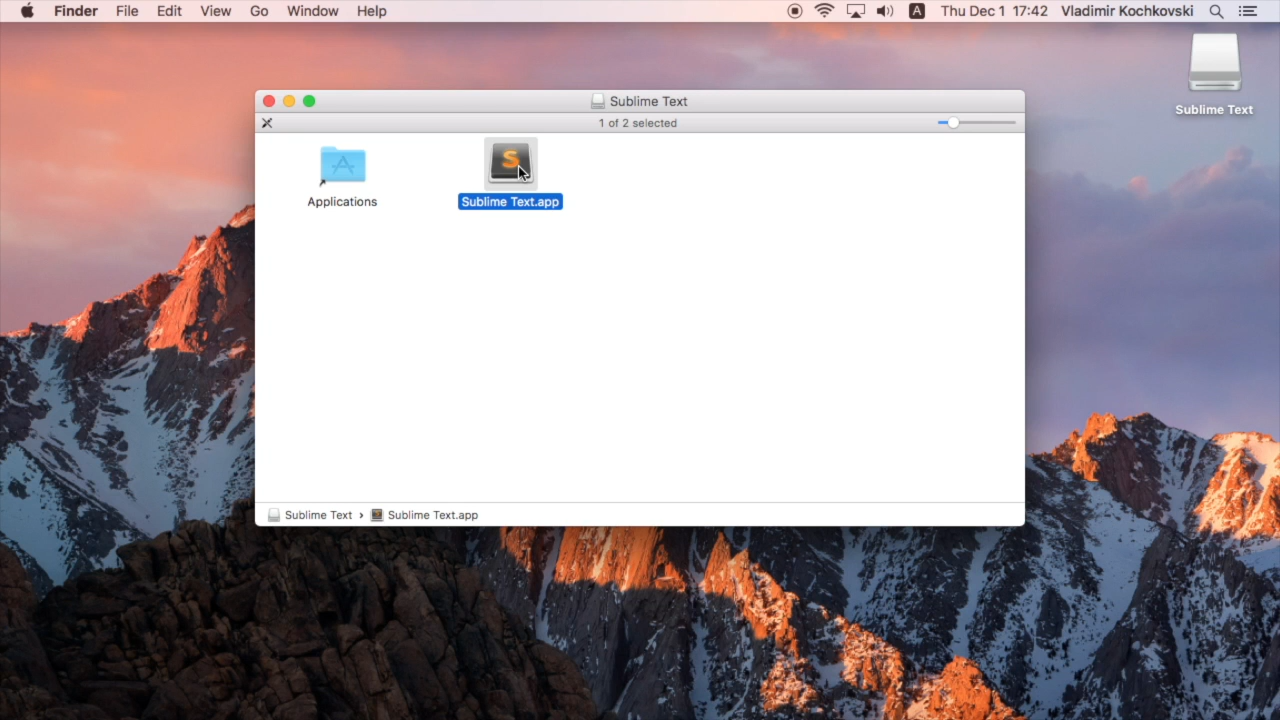 Finder File Edit View Go Window Help A Thu Dec 1 17:42 Vladimir Kochkovski
Sublime Text
Sublime Text
1 of 2 selected
S
Applications Sublime Text.app
Sublime Text › Sublime Text.app